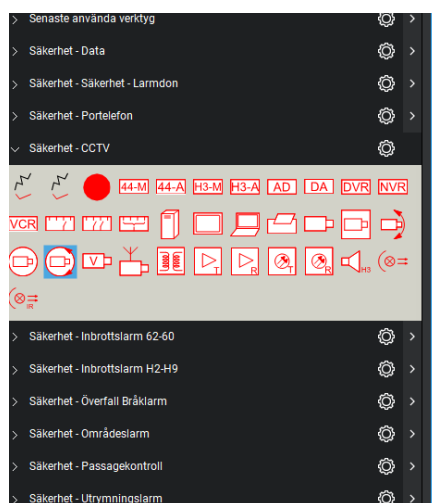 Senaste använda verktyg
Säkerhet - Data
Säkerhet - Säkerhet - Larmdon
Säkerhet - Portelefon
Säkerhet - CCTV
44-M 44-A H3-M H3-A AD DA DVR NVR
VCR
V T R T R H3
IR
Säkerhet - Inbrottslarm 62-60
Säkerhet - Inbrottslarm H2-H9
Säkerhet - Överfall Bråklarm
Säkerhet - Områdeslarm
Säkerhet - Passagekontroll
Säkerhet - Utrymningslarm